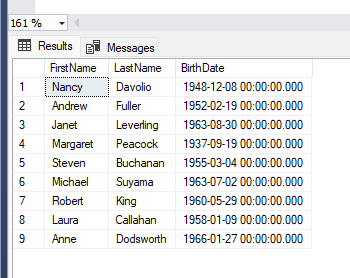 161 %
Results Messages
FirstName LastName BirthDate
1 Nancy Davolio 1948-12-08 00:00:00.000
2 Andrew Fuller 1952-02-19 00:00:00.000
3 Janet Leverling 1963-08-30 00:00:00.000
4 Margaret Peacock 1937-09-19 00:00:00.000
5 Steven Buchanan 1955-03-04 00:00:00.000
6 Michael Suyama 1963-07-02 00:00:00.000
7 Robert King 1960-05-29 00:00:00.000
8 Laura Callahan 1958-01-09 00:00:00.000
9 Anne Dodsworth 1966-01-27 00:00:00.000